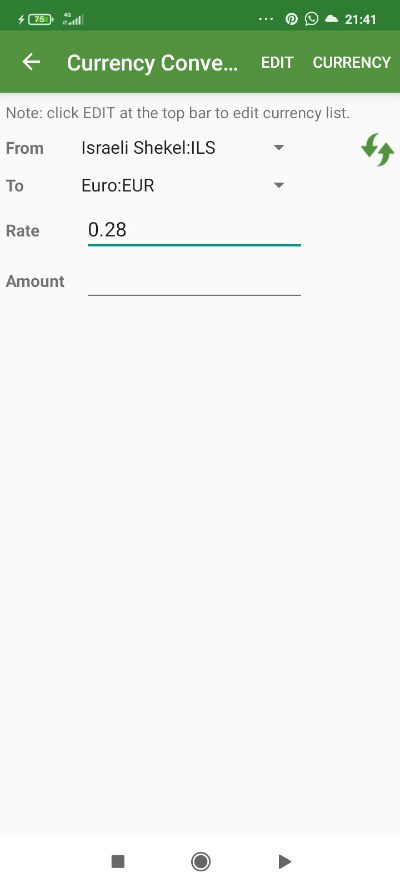 75 4G 21:41
Currency Conve... EDIT CURRENCY
Note: click EDIT at the top bar to edit currency list.
From Israeli Shekel:ILS
To Euro:EUR
Rate 0.28
Amount